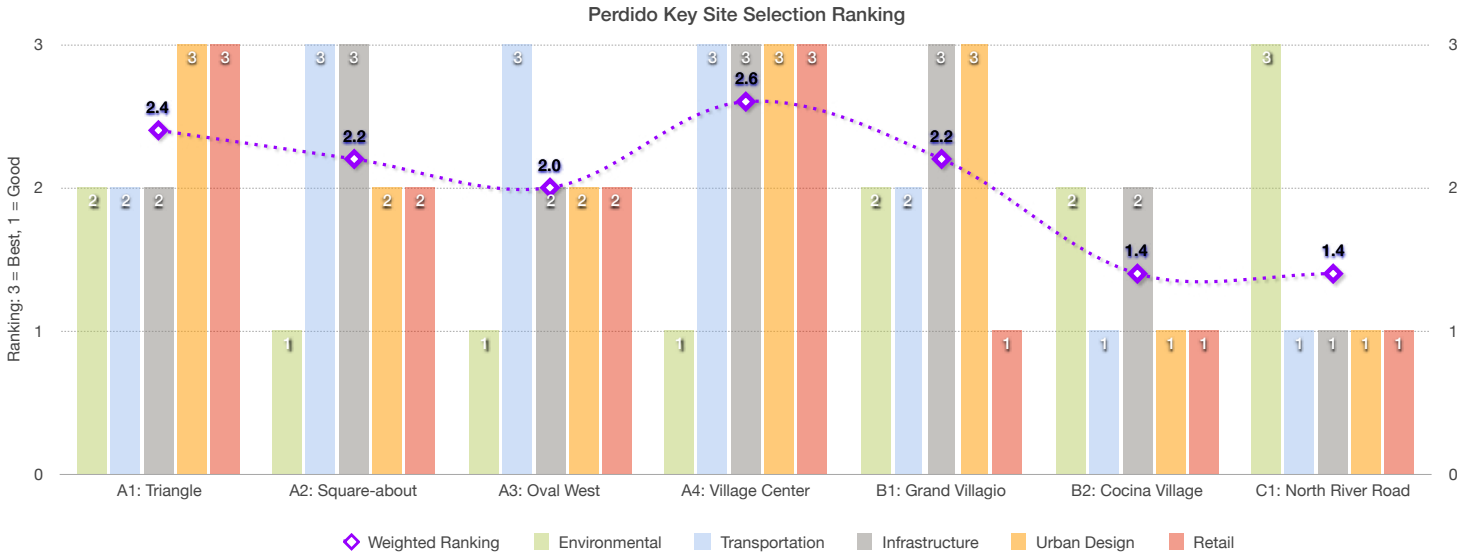 Perdido Key Site Selection Ranking
Ranking: 3 = Best, 1 = Good
3 3 3 3 3 3 3 3 3 3 3 3 3 3 3
2.4 2.2 2.0 2.6 2.2 1.4 1.4
2 2 2 2 2 2 2 2 2 2 2 2 2 2
1 1 1 1 1 1 1 1 1 1 1 1
0 0
A1: Triangle A2: Square-about A3: Oval West A4: Village Center B1: Grand Villagio B2: Cocina Village C1: North River Road
Weighted Ranking Environmental Transportation Infrastructure Urban Design Retail